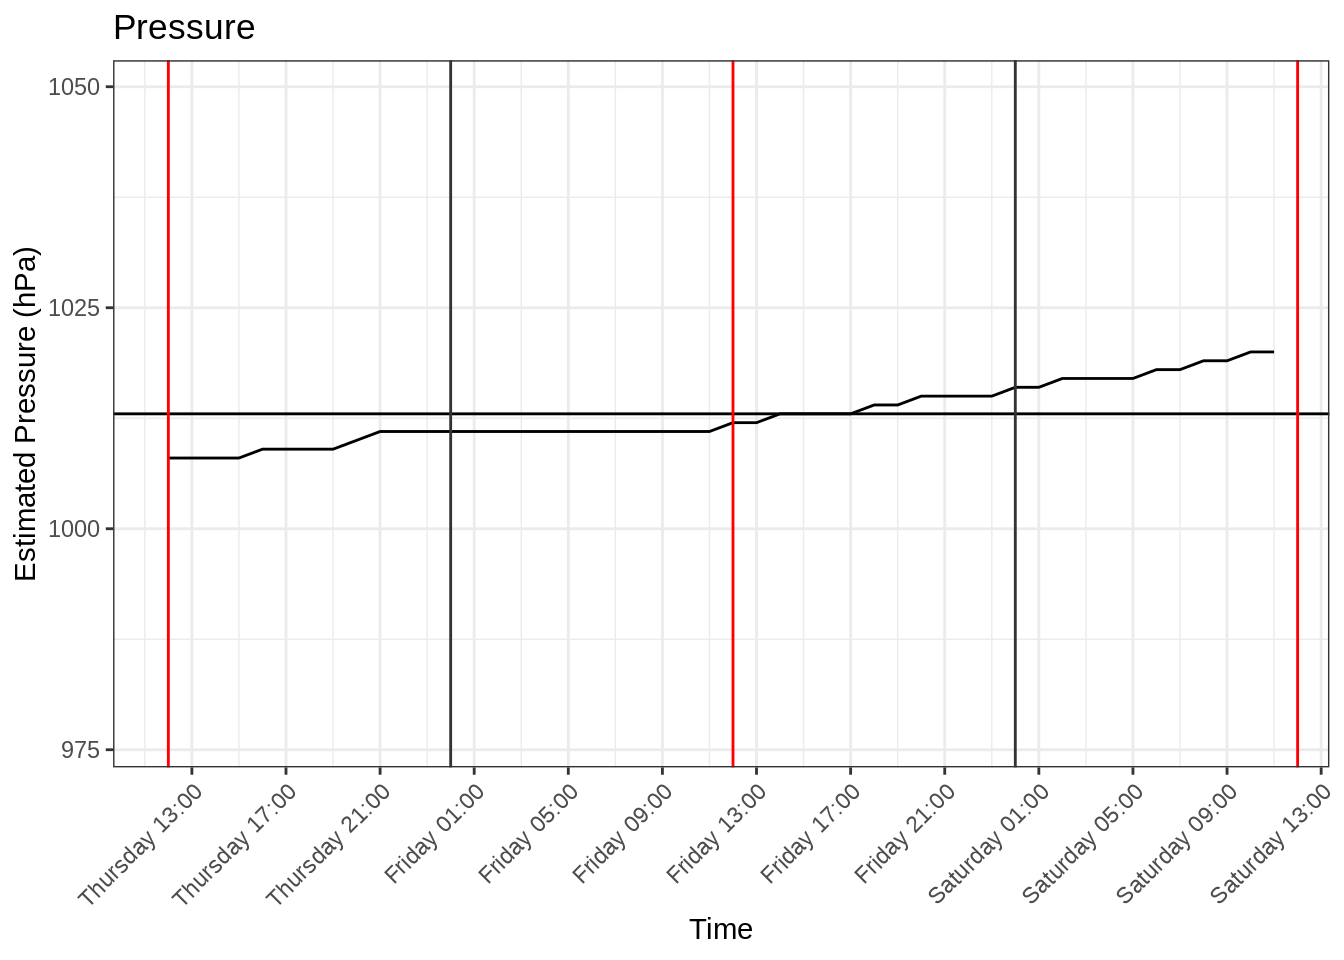 Pressure
Estimated Pressure (hPa)
1050
1025
1000
975
Thursday 13:00
Thursday 17:00
Thursday 21:00
Friday 01:00
Friday 05:00
Friday 09:00
Friday 13:00
Friday 17:00
Friday 21:00
Saturday 01:00
Saturday 05:00
Saturday 09:00
Saturday 13:00
Time